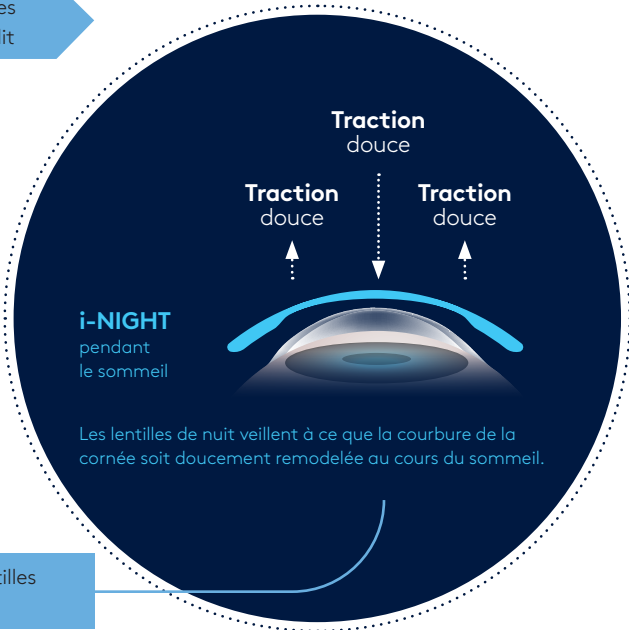 Traction
douce
Traction
douce
Traction
douce
i-NIGHT
pendant
le sommeil
Les lentilles de nuit veillent à ce que la courbure de la
cornée soit doucement remodelée au cours du sommeil.